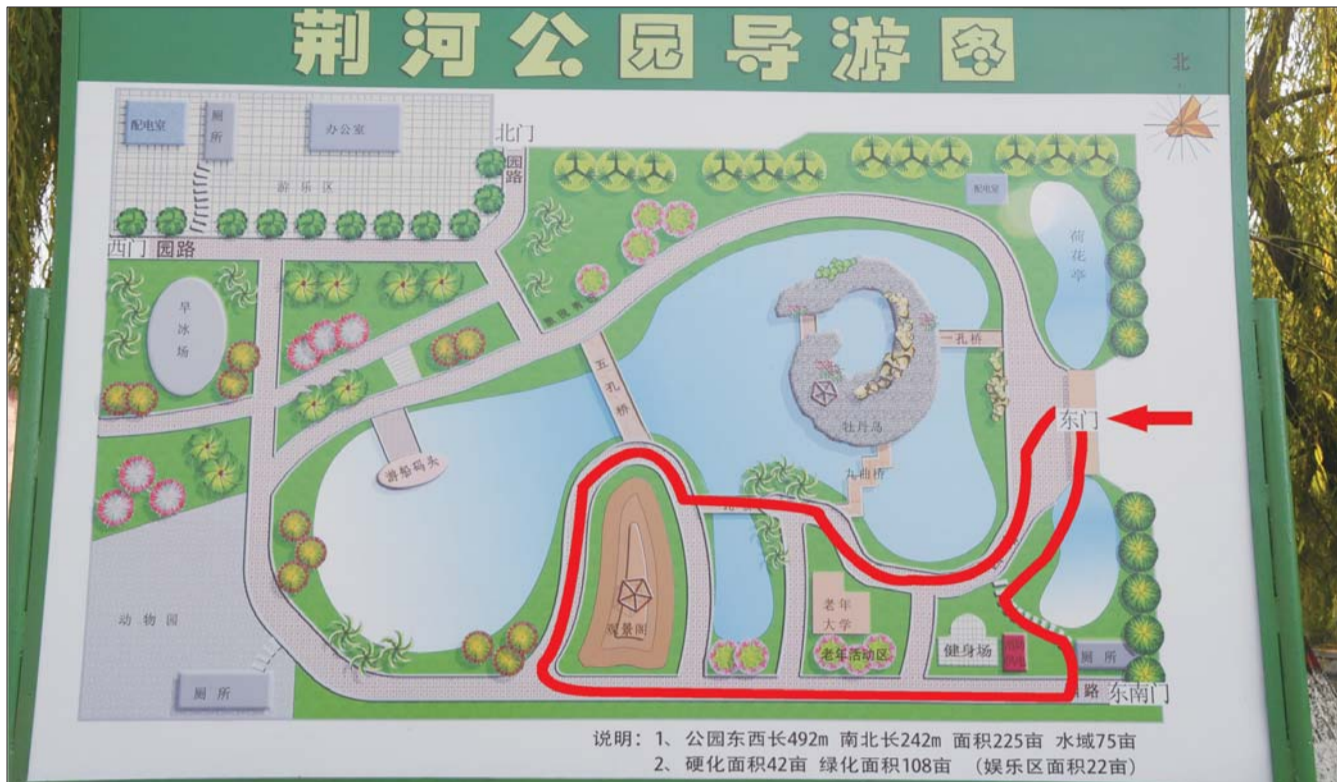 荆河公园导游图
北
配电室
厕所
办公室
北门
园路
游乐区
配电室
西门 园路
荷花亭
旱冰场
五孔桥
一孔桥
东门
牡丹岛
游船码头
九曲桥
动物园
观景阁
老年大学
老年活动区
健身场
厕所
厕所
路 东南门
说明：1、公园东西长492m 南北长242m 面积225亩 水域75亩
2、硬化面积42亩 绿化面积108亩 （娱乐区面积22亩）